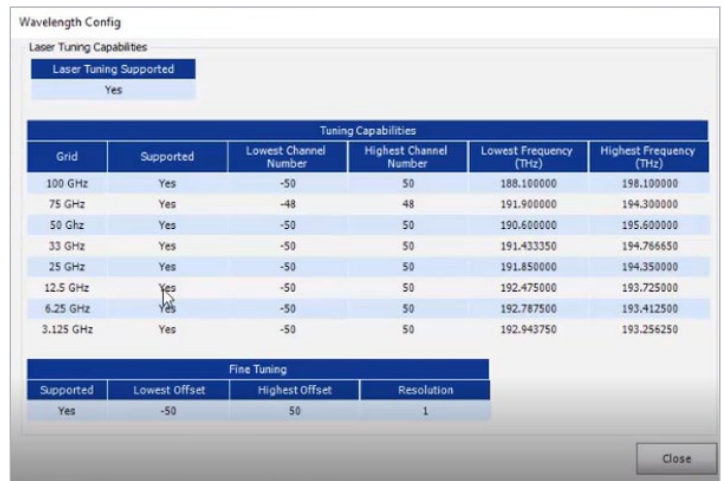 Wavelength Config
Laser Tuning Capabilities
Laser Tuning Supported
Yes
Tuning Capabilities
Grid Supported Lowest Channel Number Highest Channel Number Lowest Frequency (THz) Highest Frequency (THz)
100 GHz Yes -50 50 188.100000 198.100000
75 GHz Yes -48 48 191.900000 194.300000
50 Ghz Yes -50 50 190.600000 195.600000
33 GHz Yes -50 50 191.433350 194.766650
25 GHz Yes -50 50 191.850000 194.350000
12.5 GHz Yes -50 50 192.475000 193.725000
6.25 GHz Yes -50 50 192.787500 193.412500
3.125 GHz Yes -50 50 192.943750 193.256250
Fine Tuning
Supported Lowest Offset Highest Offset Resolution
Yes -50 50 1
Close